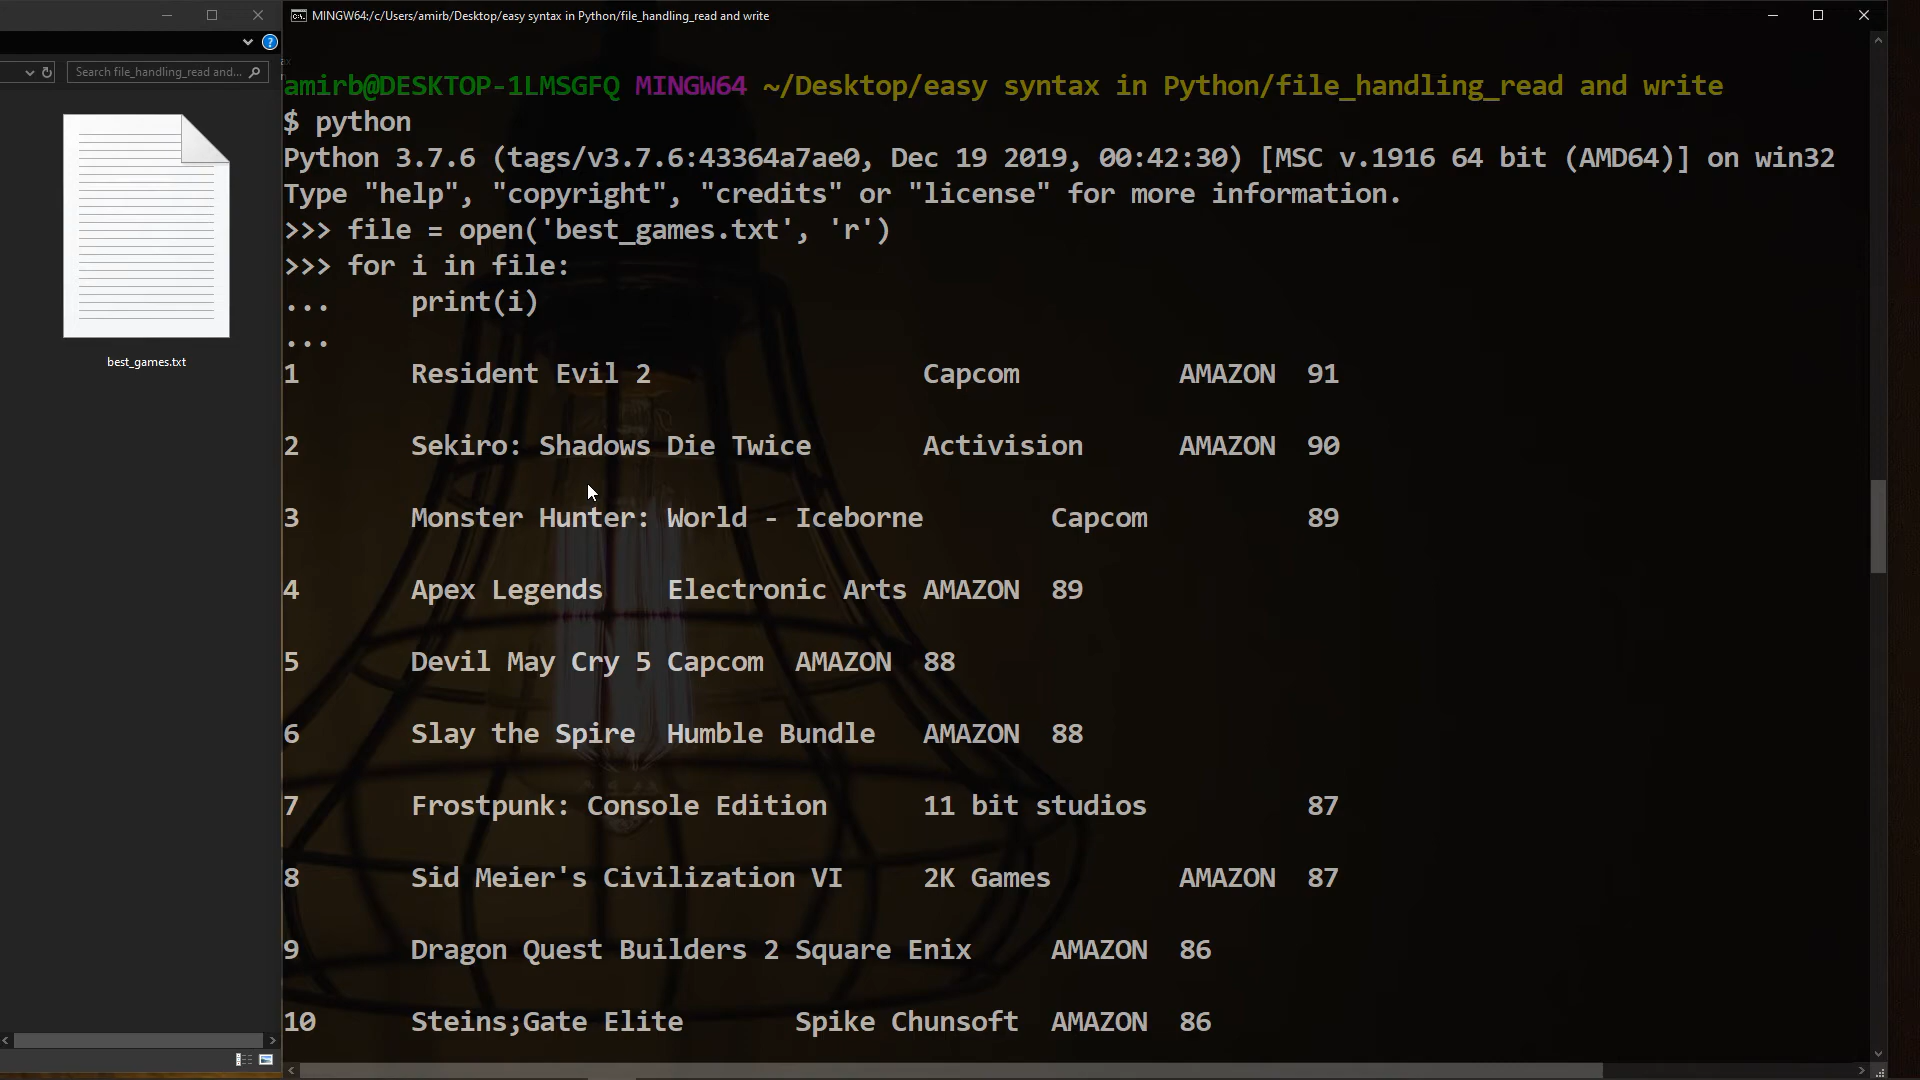 MINGW64:/c/Users/amirb/Desktop/easy syntax in Python/file_handling_read and write
Search file_handling_read and...
best_games.txt
amirb@DESKTOP-1LMSGFQ MINGW64 ~/Desktop/easy syntax in Python/file_handling_read and write
$ python
Python 3.7.6 (tags/v3.7.6:43364a7ae0, Dec 19 2019, 00:42:30) [MSC v.1916 64 bit (AMD64)] on win32
Type "help", "copyright", "credits" or "license" for more information.
>>> file = open('best_games.txt', 'r')
>>> for i in file:
...     print(i)
...
1       Resident Evil 2                 Capcom          AMAZON  91
2       Sekiro: Shadows Die Twice       Activision      AMAZON  90
3       Monster Hunter: World - Iceborne        Capcom          89
4       Apex Legends    Electronic Arts AMAZON  89
5       Devil May Cry 5 Capcom  AMAZON  88
6       Slay the Spire  Humble Bundle   AMAZON  88
7       Frostpunk: Console Edition      11 bit studios          87
8       Sid Meier's Civilization VI     2K Games        AMAZON  87
9       Dragon Quest Builders 2 Square Enix     AMAZON  86
10      Steins;Gate Elite       Spike Chunsoft  AMAZON  86